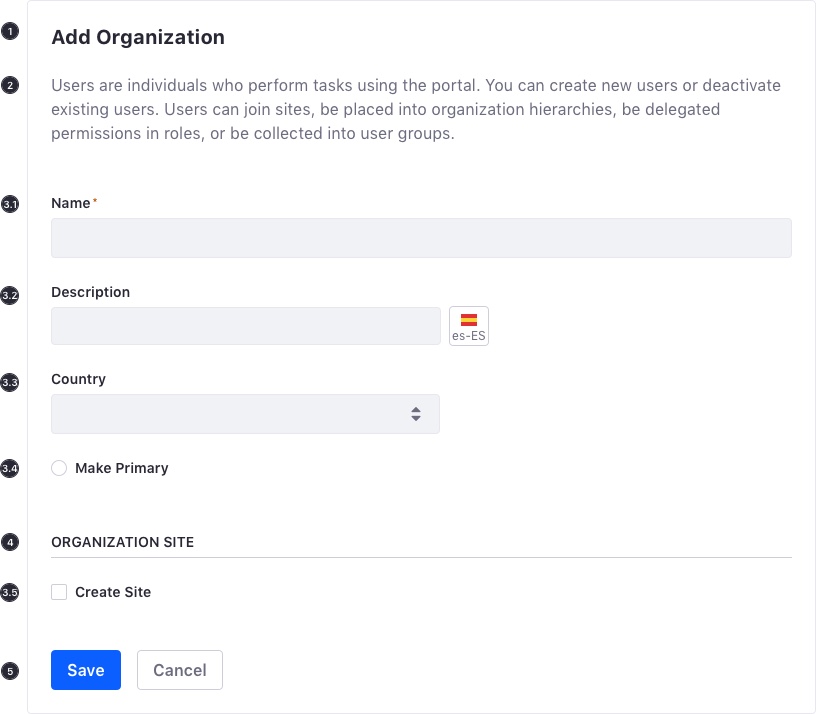 1 Add Organization
2 Users are individuals who perform tasks using the portal. You can create new users or deactivate
existing users. Users can join sites, be placed into organization hierarchies, be delegated
permissions in roles, or be collected into user groups.
3.1 Name*
3.2 Description
es-ES
3.3 Country
3.4 Make Primary
4 ORGANIZATION SITE
3.5 Create Site
5 Save Cancel